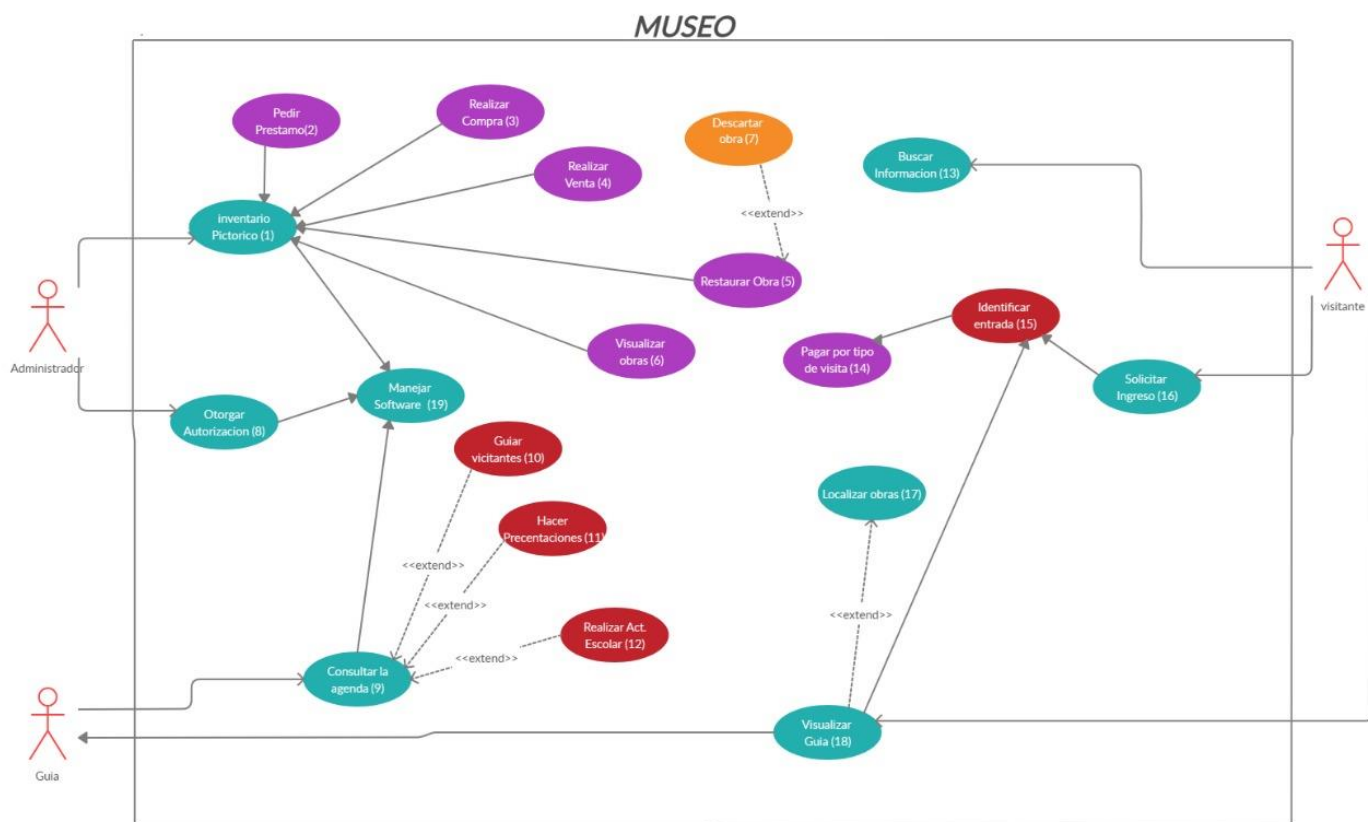 MUSEO
Pedir
Prestamo(2)
Realizar
Compra (3)
Realizar
Venta (4)
Descartar
obra (7)
Buscar
Informacion (13)
inventario
Pictorico (1)
<<extend>>
Restaurar Obra (5)
Administrador
visitante
Identificar
entrada (15)
Visualizar
obras (6)
Pagar por tipo
de visita (14)
Manejar
Software (19)
Solicitar
Ingreso (16)
Otorgar
Autorizacion (8)
Guiar
vicitantes (10)
Localizar obras (17)
Hacer
Precentaciones (11)
<<extend>>
<<extend>>
<<extend>>
Realizar Act.
Escolar (12)
<<extend>>
Consultar la
agenda (9)
Visualizar
Guia (18)
Guia